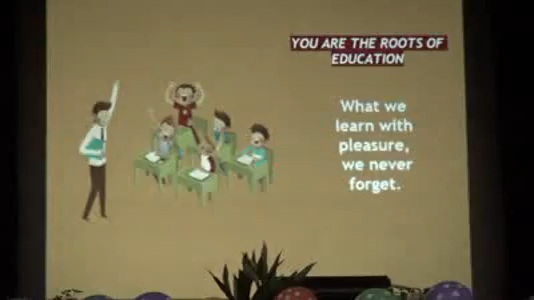 YOU ARE THE ROOTS OF
EDUCATION
What we
learn with
pleasure,
we never
forget.